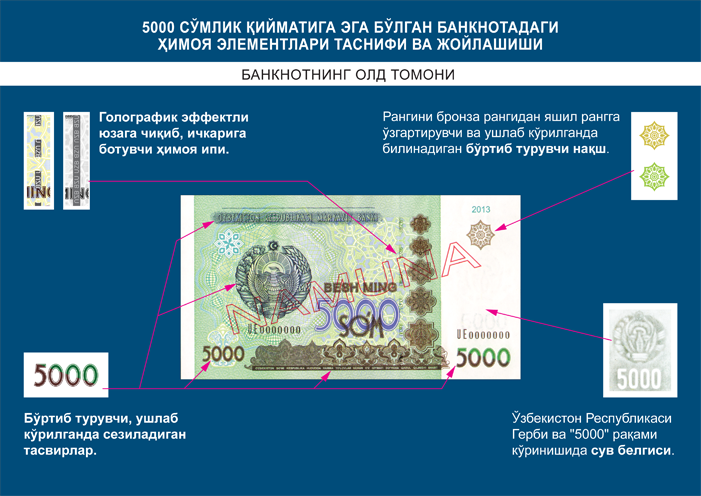 5000 СЎМЛИК ҚИЙМАТИГА ЭГА БЎЛГАН БАНКНОТАДАГИ
ҲИМОЯ ЭЛЕМЕНТЛАРИ ТАСНИФИ ВА ЖОЙЛАШИШИ
БАНКНОТНИНГ ОЛД ТОМОНИ
Голографик эффектли
юзага чиқиб, ичкарига
ботувчи ҳимоя ипи.
Рангини бронза рангидан яшил рангга
ўзгартирувчи ва ушлаб кўрилганда
билинадиган бўртиб турувчи нақш.
2013
NAMUNA
BESH MING
5000
SO'M
UE0000000
UE0000000
5000
5000
5000
5000
Бўртиб турувчи, ушлаб
кўрилганда сезиладиган
тасвирлар.
Ўзбекистон Республикаси
Герби ва "5000" рақами
кўринишида сув белгиси.